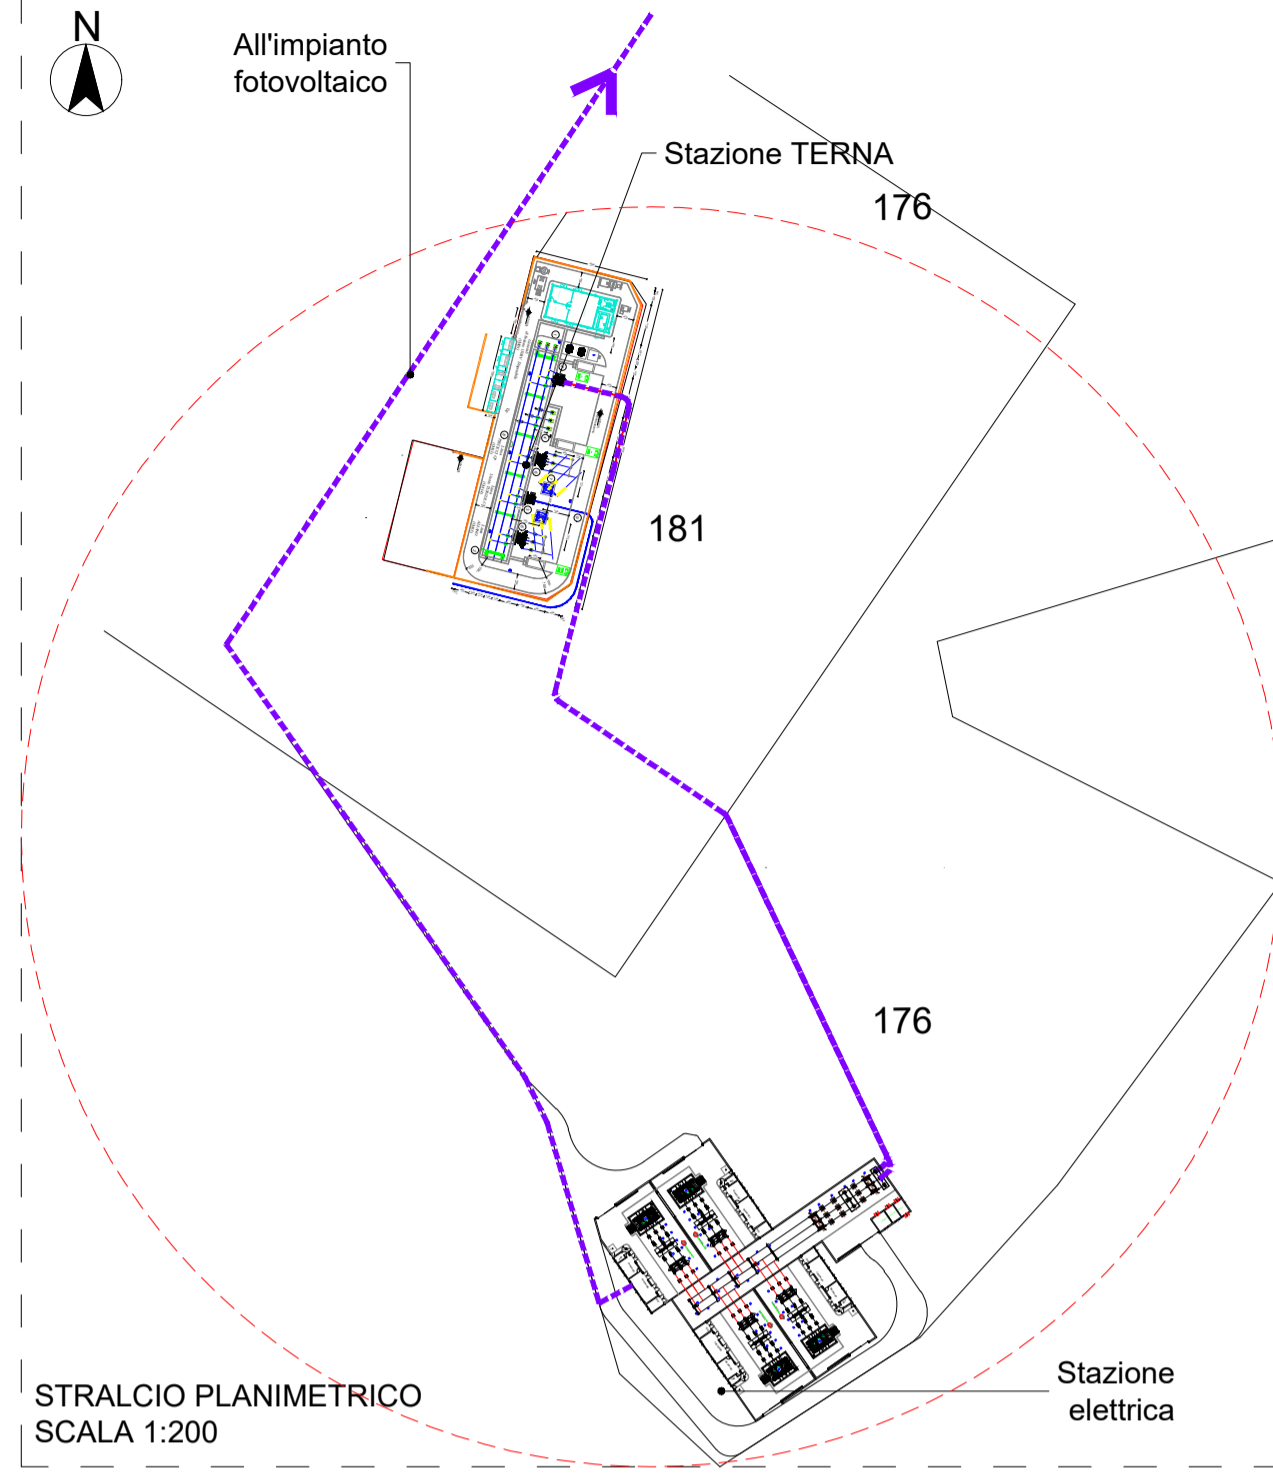 N
All'impianto
fotovoltaico
Stazione TERNA
176
181
176
Stazione
elettrica
STRALCIO PLANIMETRICO
SCALA 1:200